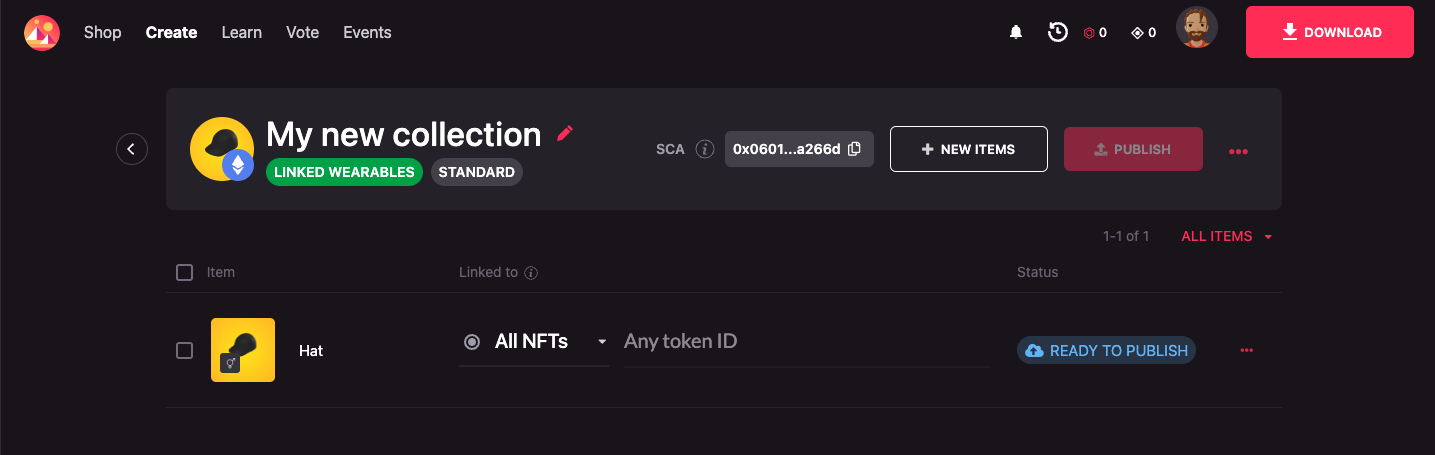 Shop Create Learn Vote Events 0 0 DOWNLOAD
My new collection
LINKED WEARABLES STANDARD
SCA 0x0601...a266d NEW ITEMS PUBLISH
1-1 of 1 ALL ITEMS
Item Linked to Status
Hat All NFTs Any token ID READY TO PUBLISH